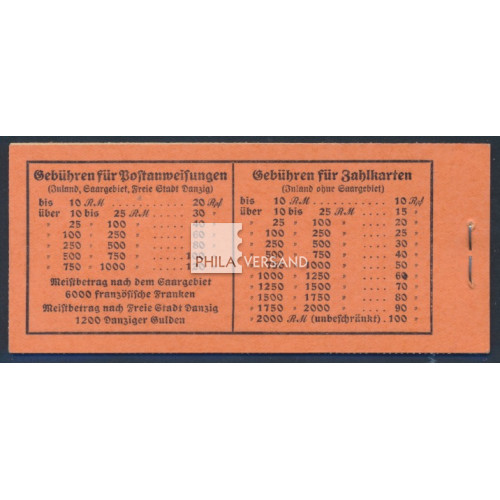 Gebühren für Postanweisungen
(Inland, Saargebiet, Freie Stadt Danzig)
bis 10 RM . . . . . . . . 20 Rpf
über 10 bis 25 RM . . . . 30 "
" 25 " 100 " . . . . 40 "
" 100 " 250 " . . . . 60 "
" 250 " 500 " . . . . 80
" 500 " 750 " . . . .
" 750 " 1000 " . . . .
Meistbetrag nach dem Saargebiet
6000 französische Franken
Meistbetrag nach Freie Stadt Danzig
1200 Danziger Gulden
Gebühren für Zahlkarten
(Inland ohne Saargebiet)
bis 10 RM . . . . . . . . 10 Rpf
über 10 bis 25 RM . . . . 15 "
" 25 " 100 " . . . . 20 "
" 100 " 250 " . . . . 25 "
" 250 " 500 " . . . . 30 "
" 500 " 750 " . . . . 40 "
" 750 " 1000 " . . . . 50 "
" 1000 " 1250 " . . . . 60 "
" 1250 " 1500 " . . . . 70 "
" 1500 " 1750 " . . . . 80 "
" 1750 " 2000 " . . . . 90 "
" 2000 RM (unbeschränkt) . 100 "
PHILA VERSAND